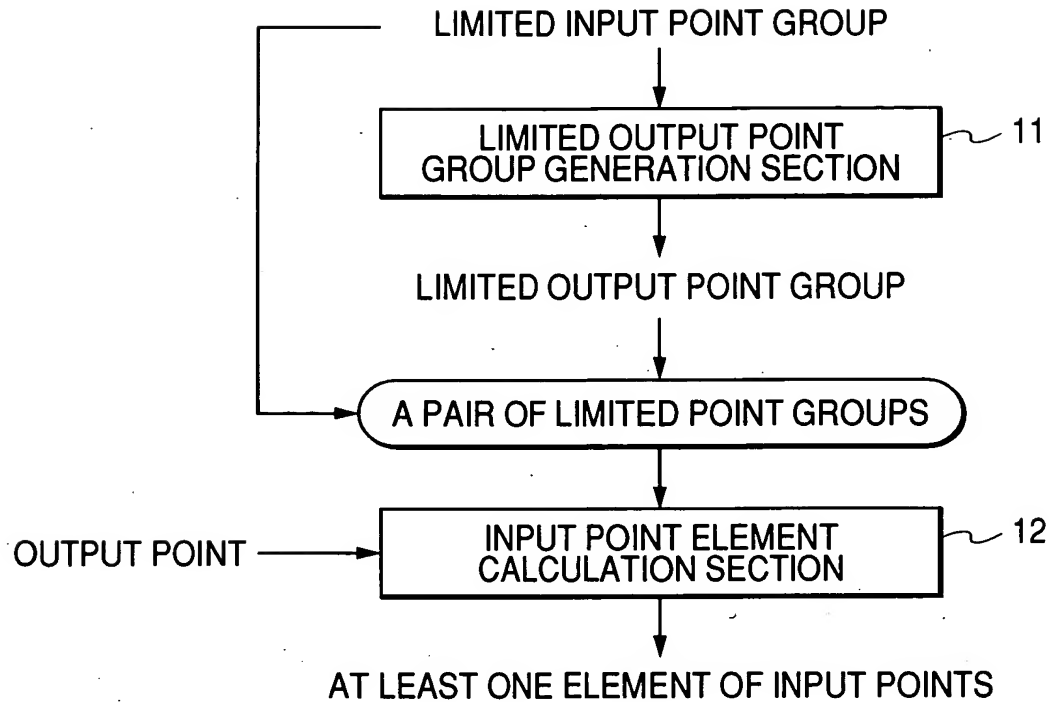 LIMITED INPUT POINT GROUP
LIMITED OUTPUT POINT
GROUP GENERATION SECTION
11
LIMITED OUTPUT POINT GROUP
A PAIR OF LIMITED POINT GROUPS
OUTPUT POINT
INPUT POINT ELEMENT
CALCULATION SECTION
12
AT LEAST ONE ELEMENT OF INPUT POINTS